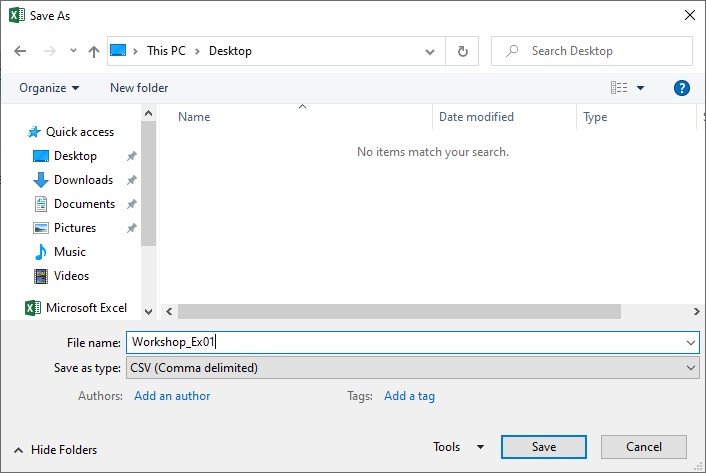 Save As
This PC > Desktop
Search Desktop
Organize
New folder
?
Name
Date modified
Type
Quick access
Desktop
Downloads
Documents
Pictures
Music
Videos
Microsoft Excel
No items match your search.
File name: Workshop_Ex01
Save as type: CSV (Comma delimited)
Authors: Add an author
Tags: Add a tag
Hide Folders
Tools
Save
Cancel